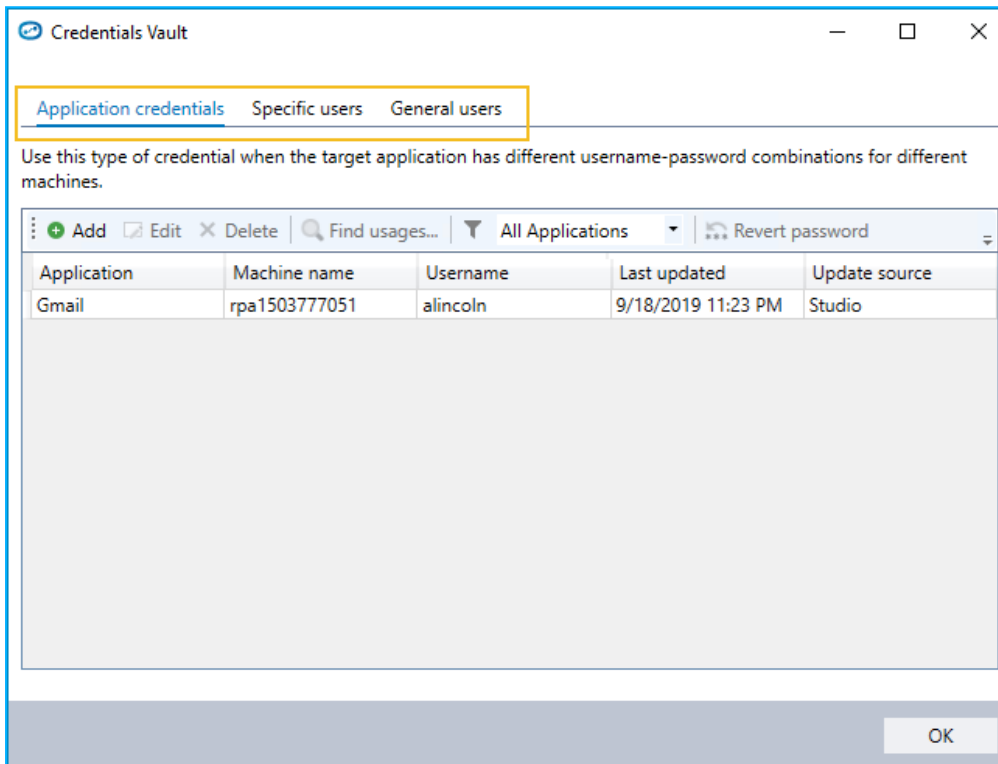 Credentials Vault
Application credentials Specific users General users
Use this type of credential when the target application has different username-password combinations for different
machines.
Add Edit Delete Find usages... All Applications Revert password
Application Machine name Username Last updated Update source
Gmail rpa1503777051 alincoln 9/18/2019 11:23 PM Studio
OK